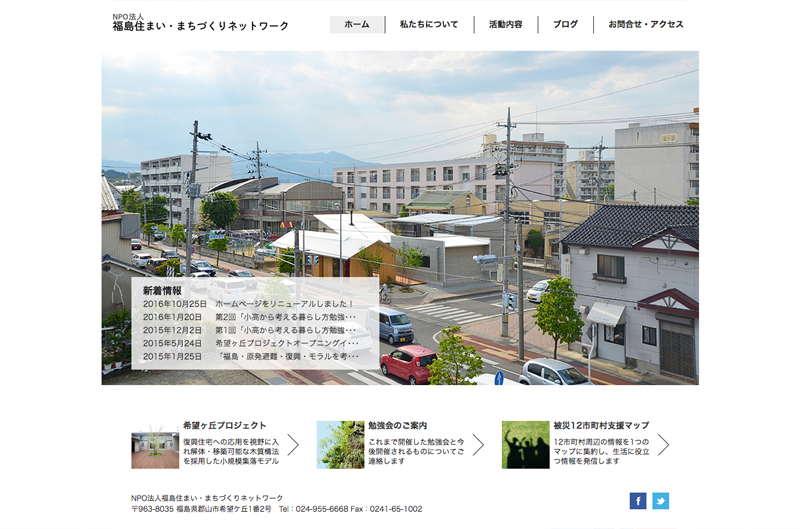 NPO法人
福島住まい・まちづくりネットワーク
ホーム
私たちについて
活動内容
ブログ
お問合せ・アクセス
新着情報
2016年10月25日 ホームページをリニューアルしました！
2016年1月20日 第2回「小高から考える暮らし方勉強･･･
2015年12月2日 第1回「小高から考える暮らし方勉強･･･
2015年5月24日 希望ヶ丘プロジェクトオープニングイ･･･
2015年1月25日 「福島・原発避難・復興・モラルを考･･･
希望ヶ丘プロジェクト
復興住宅への応用を視野に入
れ解体・移築可能な木質構法
を採用した小規模集落モデル
勉強会のご案内
これまで開催した勉強会と今
後開催されるものについてご
連絡します
被災12市町村支援マップ
12市町村周辺の情報を1つの
マップに集約し、生活に役立
つ情報を発信します
NPO法人福島住まい・まちづくりネットワーク
〒963-8035 福島県郡山市希望ケ丘1番2号 Tel：024-955-6668 Fax：0241-65-1002